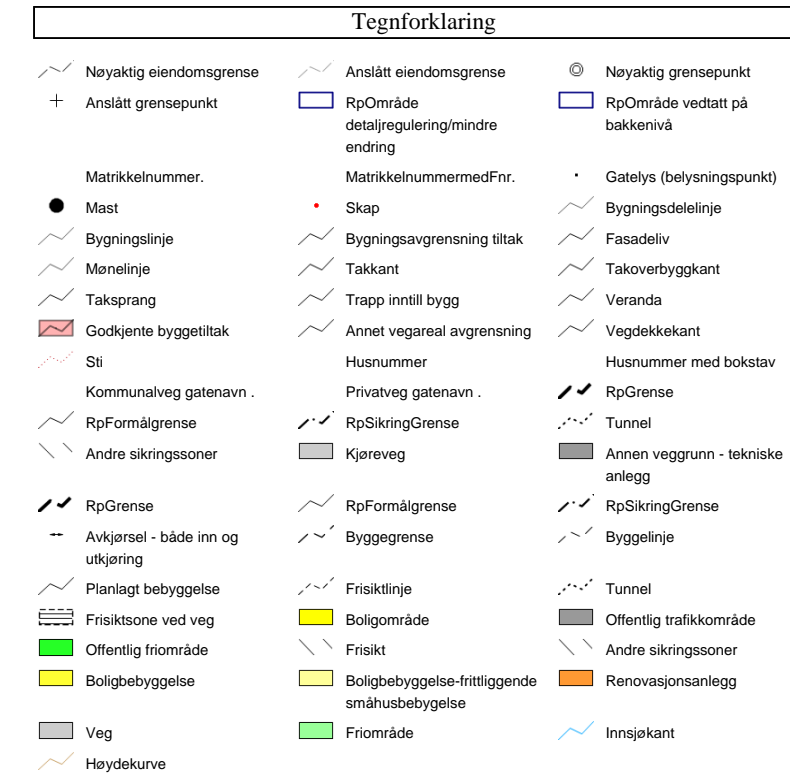 Tegnforklaring
Nøyaktig eiendomsgrense
Anslått eiendomsgrense
Nøyaktig grensepunkt
Anslått grensepunkt
RpOmråde
detaljregulering/mindre
endring
RpOmråde vedtatt på
bakkenivå
Matrikkelnummer.
MatrikkelnummermedFnr.
Gatelys (belysningspunkt)
Mast
Skap
Bygningsdelelinje
Bygningslinje
Bygningsavgrensning tiltak
Fasadeliv
Mønelinje
Takkant
Takoverbyggkant
Taksprang
Trapp inntill bygg
Veranda
Godkjente byggetiltak
Annet vegareal avgrensning
Vegdekkekant
Sti
Husnummer
Husnummer med bokstav
Kommunalveg gatenavn .
Privatveg gatenavn .
RpGrense
RpFormålgrense
RpSikringGrense
Tunnel
Andre sikringssoner
Kjøreveg
Annen veggrunn - tekniske
anlegg
RpGrense
RpFormålgrense
RpSikringGrense
Avkjørsel - både inn og
utkjøring
Byggegrense
Byggelinje
Planlagt bebyggelse
Frisiktlinje
Tunnel
Frisiktsone ved veg
Boligområde
Offentlig trafikkområde
Offentlig friområde
Frisikt
Andre sikringssoner
Boligbebyggelse
Boligbebyggelse-frittliggende
småhusbebygelse
Renovasjonsanlegg
Veg
Friområde
Innsjøkant
Høydekurve